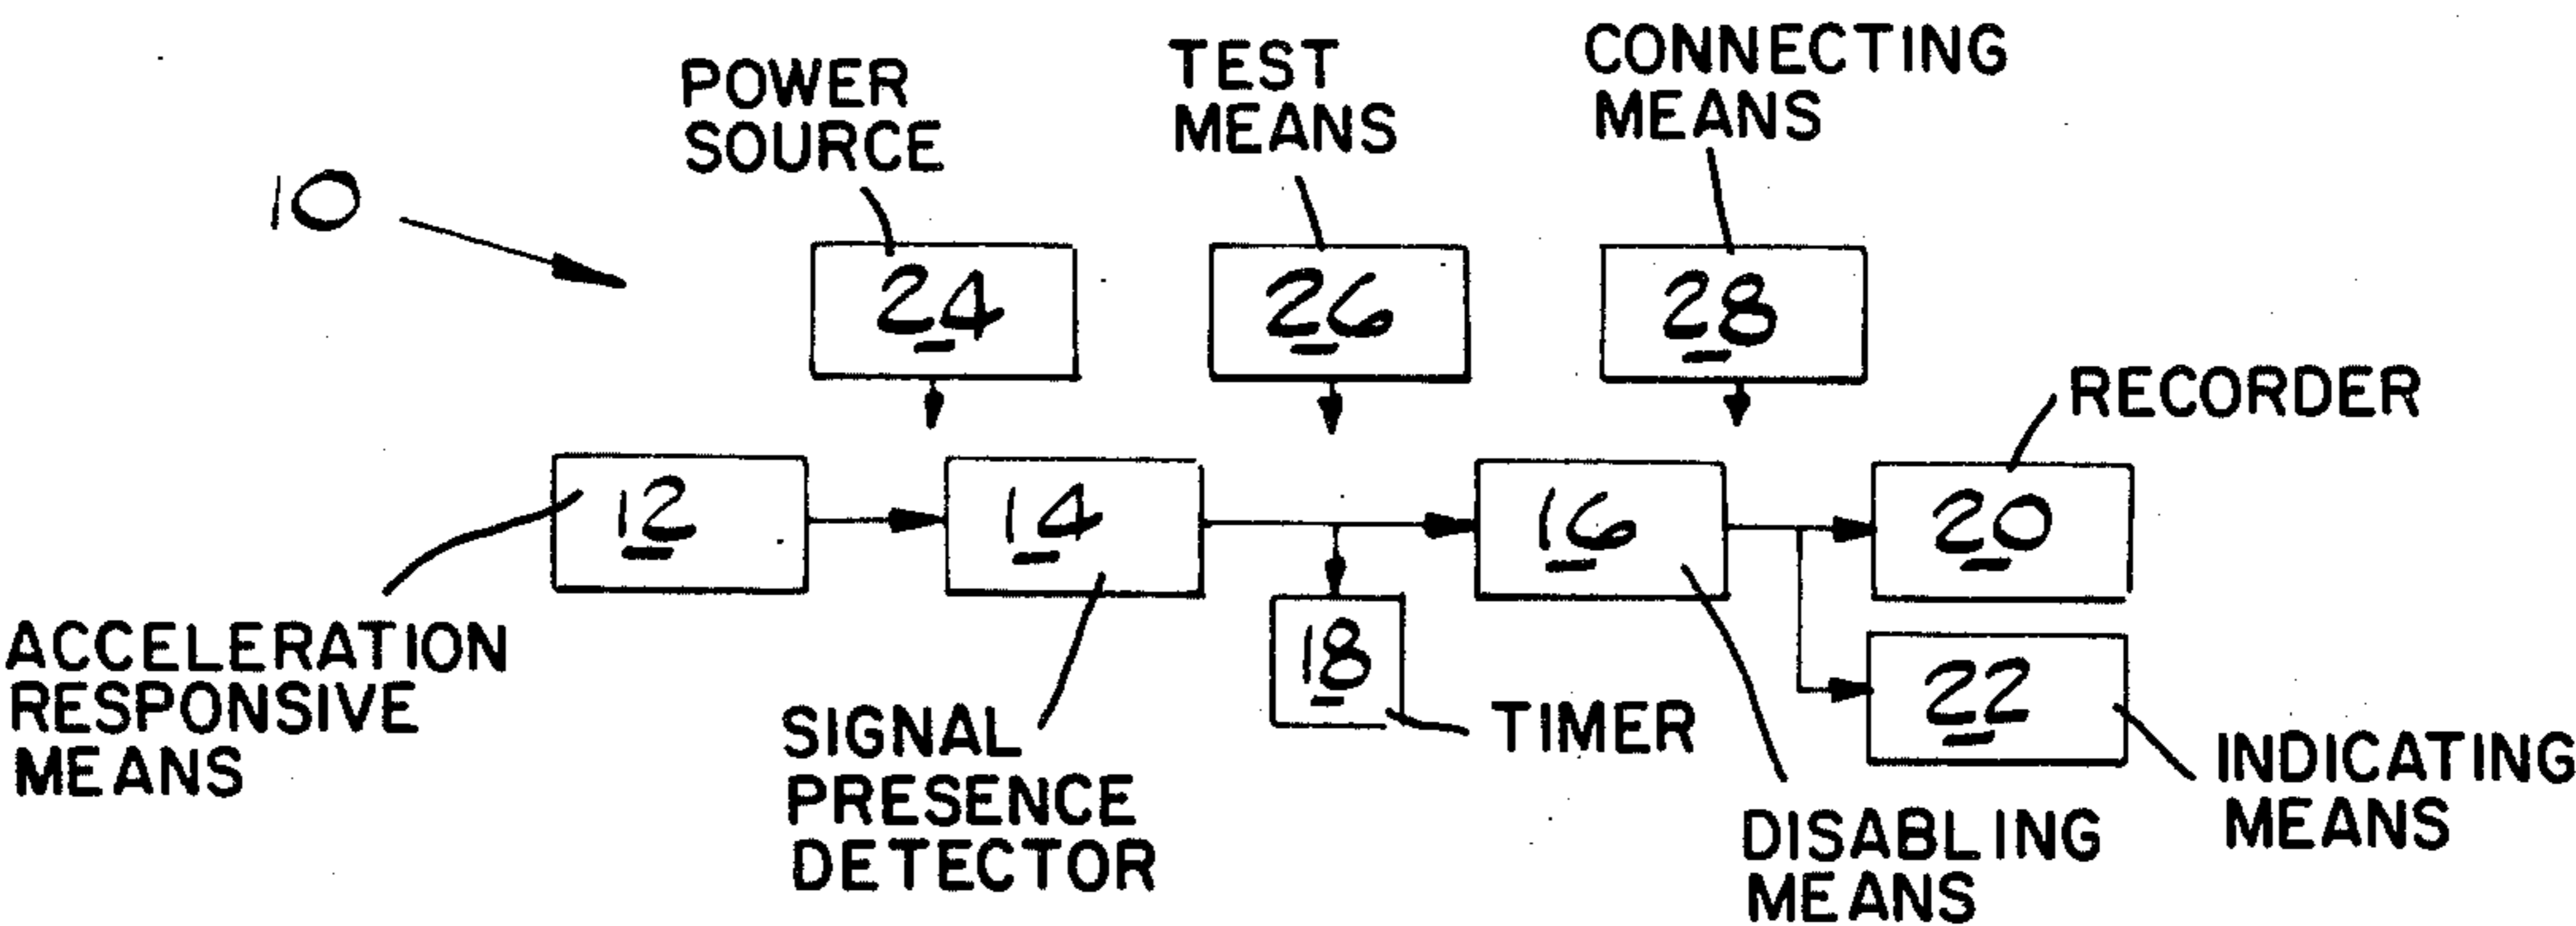 POWER
SOURCE
TEST
MEANS
CONNECTING
MEANS
10
24
26
28
RECORDER
12
14
16
20
18
22
ACCELERATION
RESPONSIVE
MEANS
SIGNAL
PRESENCE
DETECTOR
TIMER
DISABLING
MEANS
INDICATING
MEANS